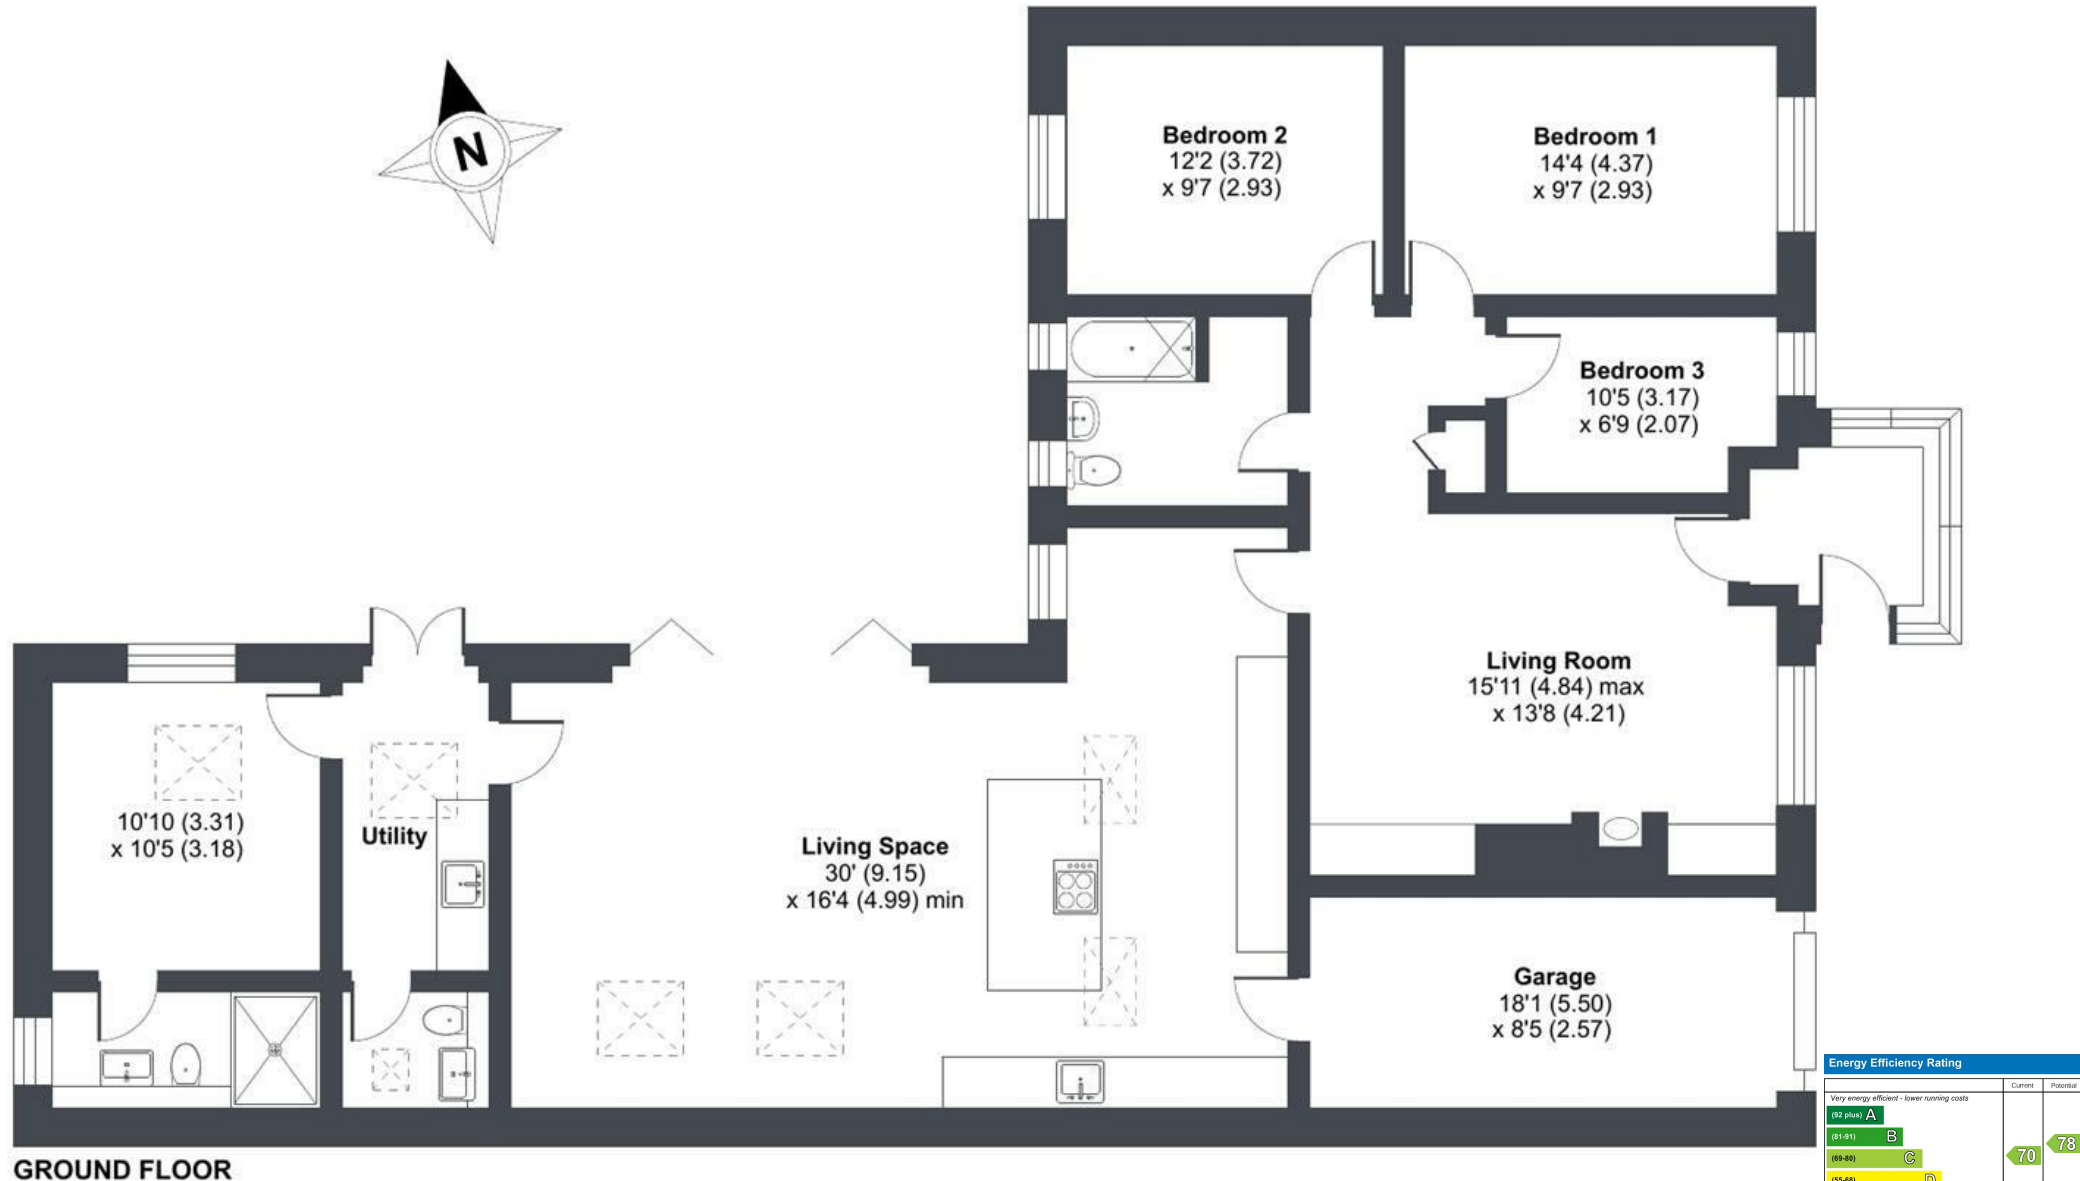 N
Bedroom 2
12'2 (3.72)
x 9'7 (2.93)
Bedroom 1
14'4 (4.37)
x 9'7 (2.93)
Bedroom 3
10'5 (3.17)
x 6'9 (2.07)
Living Room
15'11 (4.84) max
x 13'8 (4.21)
10'10 (3.31)
x 10'5 (3.18)
Utility
Living Space
30' (9.15)
x 16'4 (4.99) min
Garage
18'1 (5.50)
x 8'5 (2.57)
GROUND FLOOR
Energy Efficiency Rating
Current Potential
Very energy efficient - lower running costs
(92 plus) A
(81-91) B
(69-80) C
70
78
(55-68) D